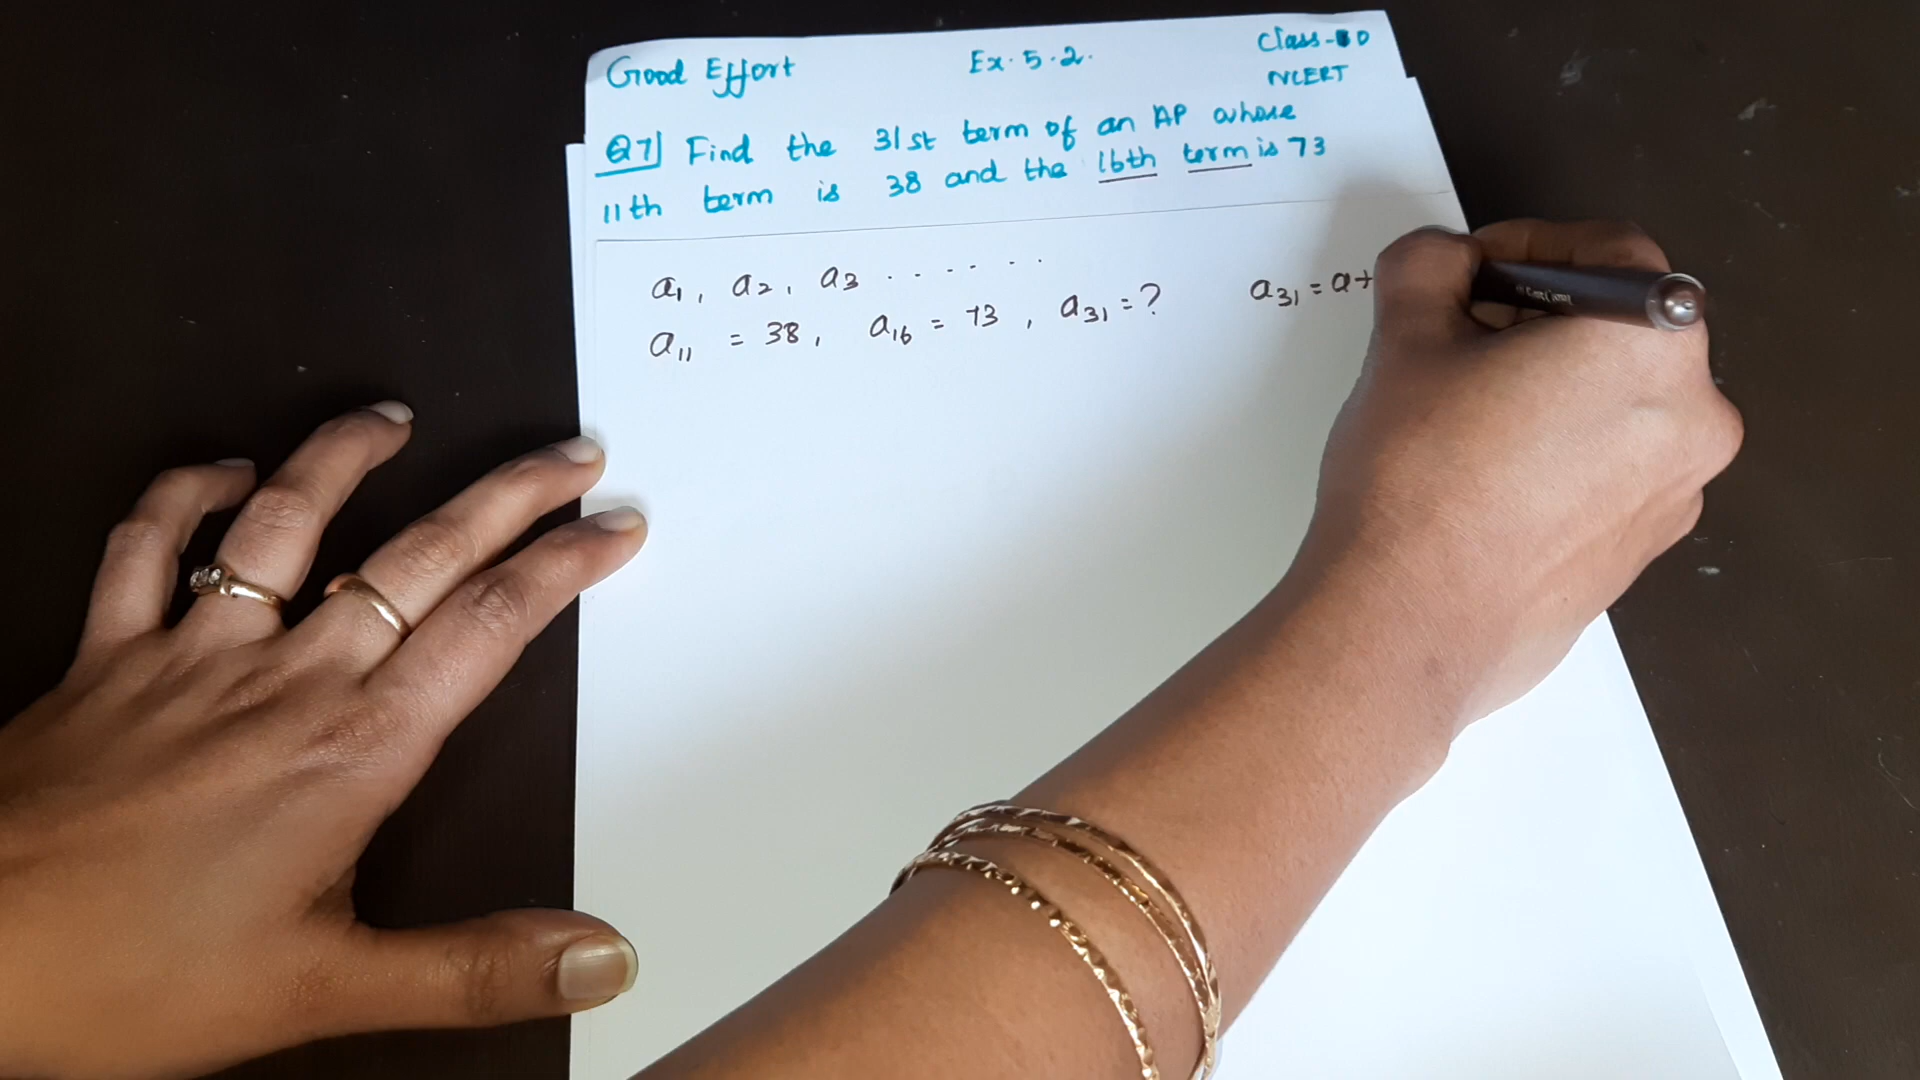 Good Effort Ex. 5.2. Class-10
NCERT
Q7] Find the 31st term of an AP whose
11th term is 38 and the 16th term is 73
a1, a2, a3 .......
a11 = 38, a16 = 73, a31 = ? a31 = a+